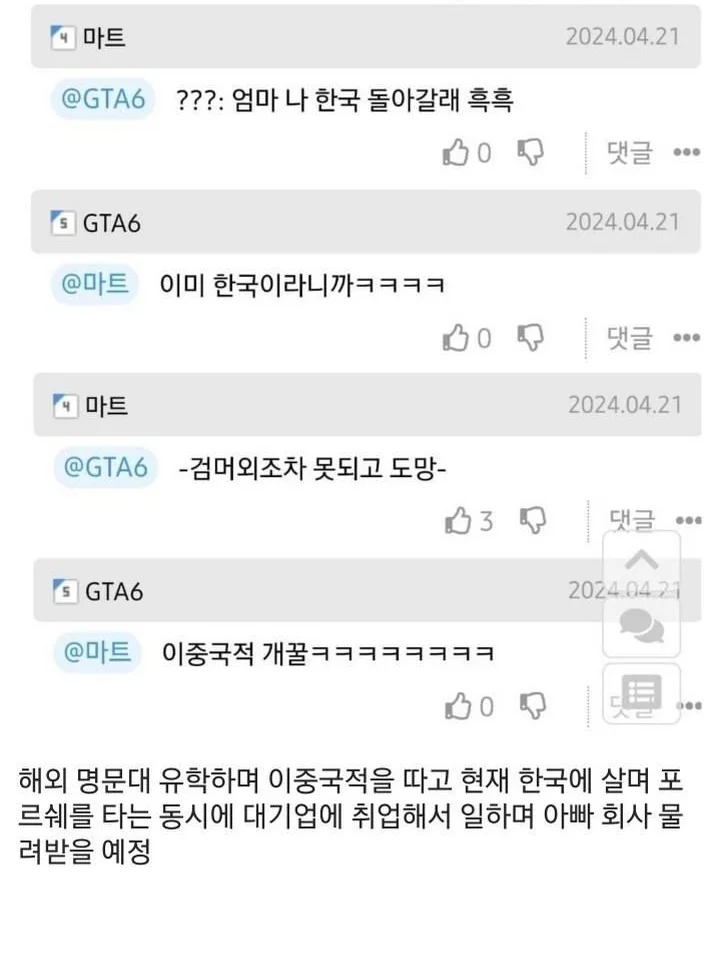 4 마트 2024.04.21
@GTA6 ???: 엄마 나 한국 돌아갈래 흑흑
0 댓글
5 GTA6 2024.04.21
@마트 이미 한국이라니까ㅋㅋㅋㅋ
0 댓글
4 마트 2024.04.21
@GTA6 -검머외조차 못되고 도망-
3 댓글
5 GTA6 2024.04.21
@마트 이중국적 개꿀ㅋㅋㅋㅋㅋㅋㅋㅋ
0 댓글
해외 명문대 유학하며 이중국적을 따고 현재 한국에 살며 포
르쉐를 타는 동시에 대기업에 취업해서 일하며 아빠 회사 물
려받을 예정